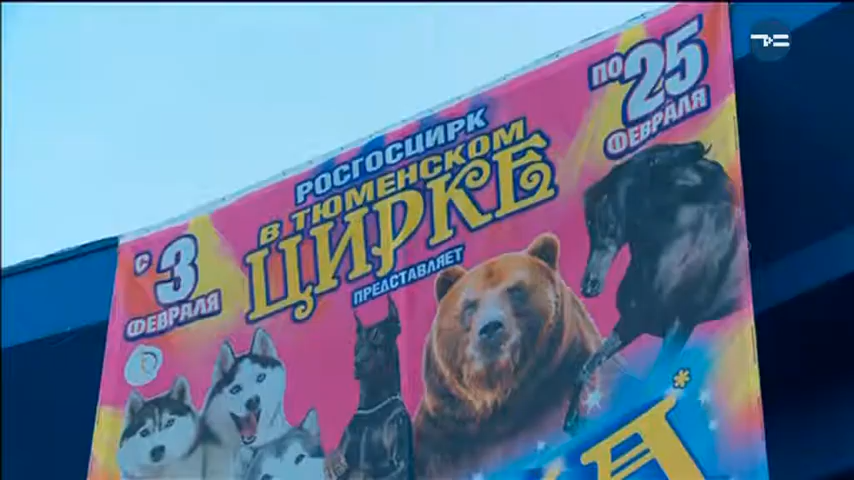 РОСГОСЦИРК
В ТЮМЕНСКОМ
ЦИРКЕ
ПРЕДСТАВЛЯЕТ
С 3
ФЕВРАЛЯ
ПО 25
ФЕВРАЛЯ